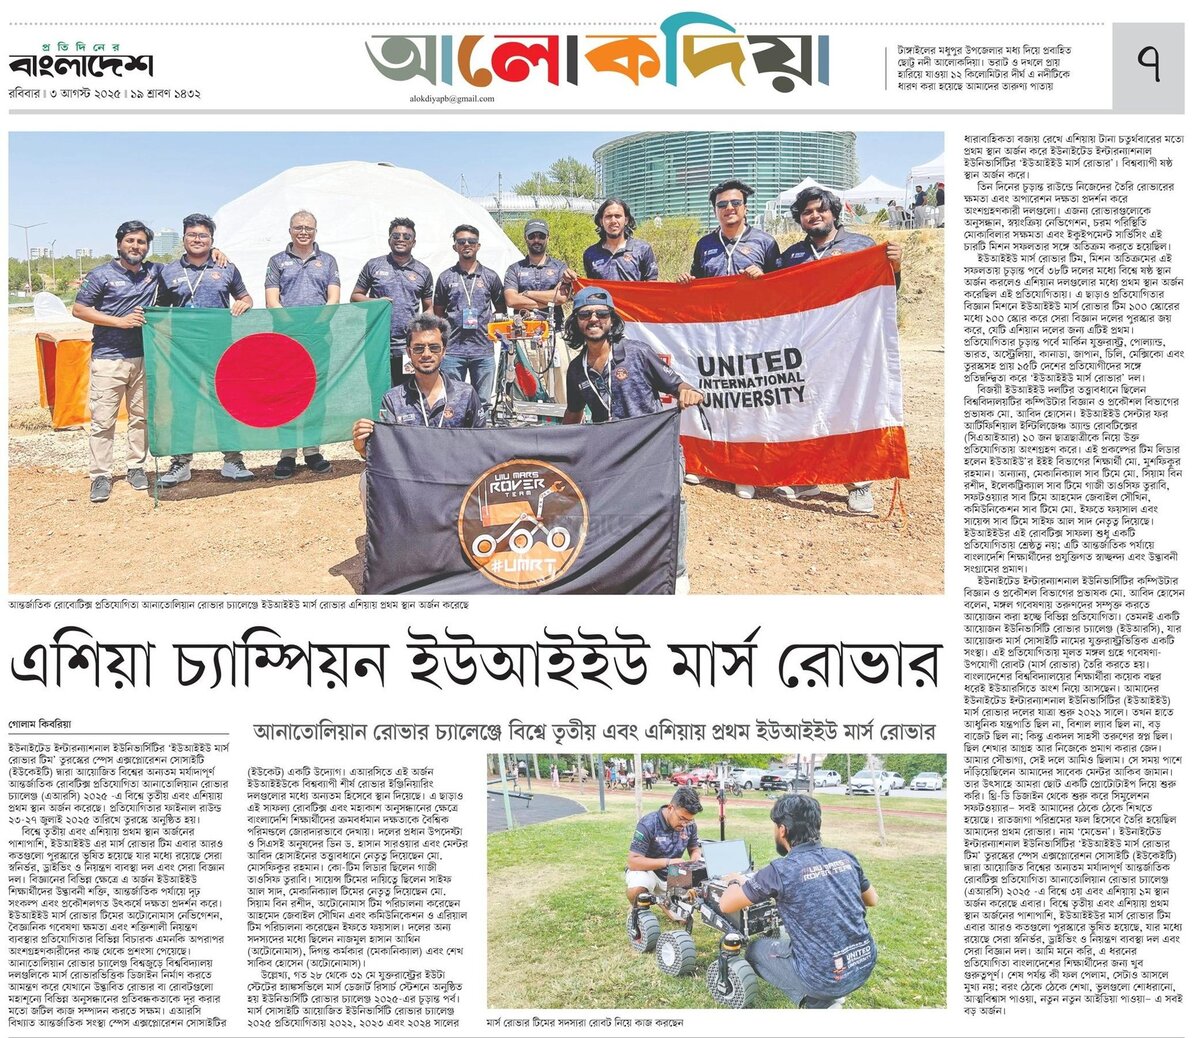 প্রতিদিনের
বাংলাদেশ
রবিবার॥ ৩ আগস্ট ২০২৫॥ ১৯ শ্রাবণ ১৪৩২
আলোকদিয়া
alokdiyapb@gmail.com
টাঙ্গাইলের মধুপুর উপজেলার মধ্য দিয়ে প্রবাহিত
ছোট্ট নদী আলোকদিয়া। ভরাট ও দখলে প্রায়
হারিয়ে যাওয়া ১২ কিলোমিটার দীর্ঘ এ নদীটিকে
ধারণ করা হয়েছে আমাদের তারুণ্য পাতায়
৭
UNITED
INTERNATIONAL
UNIVERSITY
UIU MARS
ROVER
TEAM
#UMRT
আন্তর্জাতিক রোবোটিক্স প্রতিযোগিতা আনাতোলিয়ান রোভার চ্যালেঞ্জে ইউআইইউ মার্স রোভার এশিয়ায় প্রথম স্থান অর্জন করেছে
এশিয়া চ্যাম্পিয়ন ইউআইইউ মার্স রোভার
গোলাম কিবরিয়া
আনাতোলিয়ান রোভার চ্যালেঞ্জে বিশ্বে তৃতীয় এবং এশিয়ায় প্রথম ইউআইইউ মার্স রোভার
ইউনাইটেড ইন্টারন্যাশনাল ইউনিভার্সিটির 'ইউআইইউ মার্স
রোভার টিম' তুরস্কের স্পেস এক্সপ্লোরেশন সোসাইটি
(ইউকেইটি) দ্বারা আয়োজিত বিশ্বের অন্যতম মর্যাদাপূর্ণ
আন্তর্জাতিক রোবটিক্স প্রতিযোগিতা আনাতোলিয়ান রোভার
চ্যালেঞ্জ (এআরসি) ২০২৫ -এ বিশ্বে তৃতীয় এবং এশিয়ায়
প্রথম স্থান অর্জন করেছে। প্রতিযোগিতার ফাইনাল রাউন্ড
২৩-২৭ জুলাই ২০২৫ তারিখে তুরস্কে অনুষ্ঠিত হয়।
বিশ্বে তৃতীয় এবং এশিয়ায় প্রথম স্থান অর্জনের
পাশাপাশি, ইউআইইউ এর মার্স রোভার টিম এবার আরও
কতগুলো পুরস্কারে ভূষিত হয়েছে যার মধ্যে রয়েছে সেরা
স্বনির্ভর, ড্রাইভিং ও নিয়ন্ত্রণ ব্যবস্থা দল এবং সেরা বিজ্ঞান
দল। বিজ্ঞানের বিভিন্ন ক্ষেত্রে এ অর্জন ইউআইইউ
শিক্ষার্থীদের উদ্ভাবনী শক্তি, আন্তর্জাতিক পর্যায়ে দৃঢ়
সংকল্প এবং প্রকৌশলগত উৎকর্ষে দক্ষতা প্রদর্শন করে।
ইউআইইউ মার্স রোভার টিমের অটোনোমাস নেভিগেশন,
বৈজ্ঞানিক গবেষণা ক্ষমতা এবং শক্তিশালী নিয়ন্ত্রণ
ব্যবস্থার প্রতিযোগিতার বিভিন্ন বিচারক এমনকি অপরাপর
অংশগ্রহণকারীদের কাছ থেকে প্রশংসা পেয়েছে।
আনাতোলিয়ান রোভার চ্যালেঞ্জ বিশ্বজুড়ে বিশ্ববিদ্যালয়
দলগুলিকে মার্স রোভারভিত্তিক ডিজাইন নির্মাণ করতে
আমন্ত্রণ করে যেখানে উদ্ভাবিত রোভার বা রোবটগুলো
মহাশূন্যে বিভিন্ন অনুসন্ধানের প্রতিবন্ধকতাকে দূর করার
মতো জটিল কাজ সম্পাদন করতে সক্ষম। এআরসি
বিখ্যাত আন্তর্জাতিক সংস্থা স্পেস এক্সপ্লোরেশন সোসাইটির
(ইউকেট) একটি উদ্যোগ। এআরসিতে এই অর্জন
ইউআইইউকে বিশ্বব্যাপী শীর্ষ রোভার ইঞ্জিনিয়ারিং
দলগুলোর মধ্যে অন্যতম হিসেবে স্থান দিয়েছে। এ ছাড়াও
এই সাফল্য রোবটিক্স এবং মহাকাশ অনুসন্ধানের ক্ষেত্রে
বাংলাদেশি শিক্ষার্থীদের ক্রমবর্ধমান দক্ষতাকে বৈশ্বিক
পরিমণ্ডলে জোরদারভাবে দেখায়। দলের প্রধান উপদেষ্টা
ও সিএসই অনুষদের ডিন ড. হাসান সারওয়ার এবং মেন্টর
আবিদ হোসাইনের তত্ত্বাবধানে নেতৃত্ব দিয়েছেন মো.
মোসফিকুর রহমান। কো-টিম লিডার ছিলেন গাজী
তাওসিফ তুরাবি। সায়েন্স টিমের দায়িত্বে ছিলেন সাইফ
আল সাদ, মেকানিক্যাল টিমের নেতৃত্ব দিয়েছেন মো.
সিয়াম বিন রশীদ, অটোনোমাস টিম পরিচালনা করেছেন
আহমেদ জেবাইল সৌখিন এবং কমিউনিকেশন ও এরিয়াল
টিম পরিচালনা করেছেন ইফতে ফয়সাল। দলের অন্য
সদস্যদের মধ্যে ছিলেন নাজমুল হাসান আর্থিন
(অটোনোমাস), দিগন্ত কর্মকার (মেকানিক্যাল) এবং শেখ
সাকিব হোসেন (অটোনোমাস)।
উল্লেখ্য, গত ২৮ থেকে ৩১ মে যুক্তরাষ্ট্রের ইউটা
স্টেটের হ্যাঙ্কসভিলে মার্স ডেজার্ট রিসার্চ স্টেশনে অনুষ্ঠিত
হয় ইউনিভার্সিটি রোভার চ্যালেঞ্জ ২০২৫-এর চূড়ান্ত পর্ব।
মার্স সোসাইটি আয়োজিত ইউনিভার্সিটি রোভার চ্যালেঞ্জ
২০২৫ প্রতিযোগিতায় ২০২২, ২০২৩ এবং ২০২৪ সালের
UNITED
মার্স রোভার টিমের সদস্যরা রোবট নিয়ে কাজ করছেন
ধারাবাহিকতা বজায় রেখে এশিয়ায় টানা চতুর্থবারের মতো
প্রথম স্থান অর্জন করে ইউনাইটেড ইন্টারন্যাশনাল
ইউনিভার্সিটির 'ইউআইইউ মার্স রোভার'। বিশ্বব্যাপী ষষ্ঠ
স্থান অর্জন করে।
তিন দিনের চূড়ান্ত রাউন্ডে নিজেদের তৈরি রোভারের
ক্ষমতা এবং অপারেশন দক্ষতা প্রদর্শন করে
অংশগ্রহণকারী দলগুলো। এজন্য রোভারগুলোকে
অনুসন্ধান, স্বয়ংক্রিয় নেভিগেশন, চরম পরিস্থিতি
মোকাবিলার সক্ষমতা এবং ইকুইপমেন্ট সার্ভিসিং এই
চারটি মিশন সফলতার সঙ্গে অতিক্রম করতে হয়েছিল।
ইউআইইউ মার্স রোভার টিম, মিশন অতিক্রমের এই
সফলতায় চূড়ান্ত পর্বে ৩৮টি দলের মধ্যে বিশ্বে ষষ্ঠ স্থান
অর্জন করলেও এশিয়ান দলগুলোর মধ্যে প্রথম স্থান অর্জন
করেছিল এই প্রতিযোগিতায়। এ ছাড়াও প্রতিযোগিতার
বিজ্ঞান মিশনে ইউআইইউ মার্স রোভার টিম ১০০ স্কোরের
মধ্যে ১০০ স্কোর করে সেরা বিজ্ঞান দলের পুরস্কার জয়
করে, যেটি এশিয়ান দলের জন্য এটিই প্রথম।
প্রতিযোগিতার চূড়ান্ত পর্বে মার্কিন যুক্তরাষ্ট্র, পোল্যান্ড,
ভারত, অস্ট্রেলিয়া, কানাডা, জাপান, চিলি, মেক্সিকো এবং
তুরস্কসহ প্রায় ১৫টি দেশের প্রতিযোগীদের সঙ্গে
প্রতিদ্বন্দ্বিতা করে 'ইউআইইউ মার্স রোভার' দল।
বিজয়ী ইউআইইউ দলটির তত্ত্বাবধানে ছিলেন
বিশ্ববিদ্যালয়টির কম্পিউটার বিজ্ঞান ও প্রকৌশল বিভাগের
প্রভাষক মো. আবিদ হোসেন। ইউআইইউ সেন্টার ফর
আর্টিফিশিয়াল ইন্টিলিজেঞ্জ অ্যান্ড রোবটিক্সের
(সিএআইআর) ১০ জন ছাত্রছাত্রীকে নিয়ে উক্ত
প্রতিযোগিতায় অংশগ্রহণ করে। এই প্রকল্পের টিম লিডার
হলেন ইউআইউ'র ইইই বিভাগের শিক্ষার্থী মো. মুশফিকুর
রহমান। অন্যান্য, মেকানিক্যাল সাব টিমে মো. সিয়াম বিন
রশীদ, ইলেকট্রিক্যাল সাব টিমে গাজী তাওসিফ তুরাবি,
সফটওয়্যার সাব টিমে আহমেদ জেবাইল সৌখিন,
কমিউনিকেশন সাব টিমে মো. ইফতে ফয়সাল এবং
সায়েন্স সাব টিমে সাইফ আল সাদ নেতৃত্ব দিয়েছে।
ইউআইইউর এই রোবটিক্স সাফল্য শুধু একটি
প্রতিযোগিতায় শ্রেষ্ঠত্ব নয়; এটি আন্তর্জাতিক পর্যায়ে
বাংলাদেশি শিক্ষার্থীদের প্রযুক্তিগত স্বাচ্ছন্দ্য এবং উদ্ভাবনী
সংগ্রামের প্রমাণ।
ইউনাইটেড ইন্টারন্যাশনাল ইউনিভার্সিটির কম্পিউটার
বিজ্ঞান ও প্রকৌশল বিভাগের প্রভাষক মো. আবিদ হোসেন
বলেন, মঙ্গল গবেষণায় তরুণদের সম্পৃক্ত করতে
আয়োজন করা হচ্ছে বিভিন্ন প্রতিযোগিতা। তেমনই একটি
আয়োজন ইউনিভার্সিটি রোভার চ্যালেঞ্জ (ইউআরসি), যার
আয়োজক মার্স সোসাইটি নামের যুক্তরাষ্ট্রভিত্তিক একটি
সংস্থা। এই প্রতিযোগিতায় মূলত মঙ্গল গ্রহে গবেষণা-
উপযোগী রোবট (মার্স রোভার) তৈরি করতে হয়।
বাংলাদেশের বিশ্ববিদ্যালয়ের শিক্ষার্থীরা কয়েক বছর
ধরেই ইউআরসিতে অংশ নিয়ে আসছেন। আমাদের
ইউনাইটেড ইন্টারন্যাশনাল ইউনিভার্সিটির (ইউআইইউ)
মার্স রোভার দলের যাত্রা শুরু ২০২১ সালে। তখন হাতে
আধুনিক যন্ত্রপাতি ছিল না, বিশাল ল্যাব ছিল না, বড়
বাজেট ছিল না; কিন্তু একদল সাহসী তরুণের স্বপ্ন ছিল।
ছিল শেখার আগ্রহ আর নিজেকে প্রমাণ করার জেদ।
আমার সৌভাগ্য, সেই দলে আমিও ছিলাম। সে সময় পাশে
দাঁড়িয়েছিলেন আমাদের সাবেক মেন্টর আকিব জামান।
তার উৎসাহে আমরা ছোট একটি প্রোটোটাইপ দিয়ে শুরু
করি। থ্রি-ডি ডিজাইন থেকে শুরু করে সিমুলেশন
সফটওয়্যার– সবই আমাদের ঠেকে ঠেকে শিখতে
হয়েছে। রাতজাগা পরিশ্রমের ফল হিসেবে তৈরি হয়েছিল
আমাদের প্রথম রোভার। নাম 'মেভেন'। ইউনাইটেড
ইন্টারন্যাশনাল ইউনিভার্সিটির 'ইউআইইউ মার্স রোভার
টিম' তুরস্কের স্পেস এক্সপ্লোরেশন সোসাইটি (ইউকেইটি)
দ্বারা আয়োজিত বিশ্বের অন্যতম মর্যাদাপূর্ণ আন্তর্জাতিক
রোবটিক্স প্রতিযোগিতা আনাতোলিয়ান রোভার চ্যালেঞ্জ
(এআরসি) ২০২৫ -এ বিশ্বে ৩য় এবং এশিয়ায় ১ম স্থান
অর্জন করেছে এবার। বিশ্বে তৃতীয় এবং এশিয়ায় প্রথম
স্থান অর্জনের পাশাপাশি, ইউআইইউর মার্স রোভার টিম
এবার আরও কতগুলো পুরস্কারে ভূষিত হয়েছে, যার মধ্যে
রয়েছে সেরা স্বনির্ভর, ড্রাইভিং ও নিয়ন্ত্রণ ব্যবস্থা দল এবং
সেরা বিজ্ঞান দল। আমি মনে করি, এ ধরনের
প্রতিযোগিতা বাংলাদেশের শিক্ষার্থীদের জন্য খুব
গুরুত্বপূর্ণ। শেষ পর্যন্ত কী ফল পেলাম, সেটাও আসলে
মুখ্য নয়; বরং ঠেকে ঠেকে শেখা, ভুলগুলো শোধরানো,
আত্মবিশ্বাস পাওয়া, নতুন নতুন আইডিয়া পাওয়া– এ সবই
বড় অর্জন।